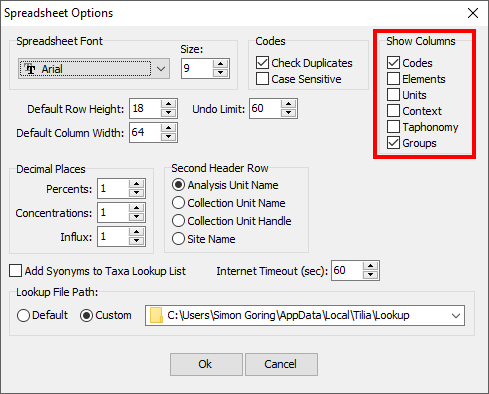 Spreadsheet Options
Spreadsheet Font
Size:
Arial
9
Codes
Check Duplicates
Case Sensitive
Show Columns
Codes
Elements
Units
Context
Taphonomy
Groups
Default Row Height: 18
Undo Limit: 60
Default Column Width: 64
Decimal Places
Percents: 1
Concentrations: 1
Influx: 1
Second Header Row
Analysis Unit Name
Collection Unit Name
Collection Unit Handle
Site Name
Add Synonyms to Taxa Lookup List
Internet Timeout (sec): 60
Lookup File Path:
Default
Custom
C:\Users\Simon Goring\AppData\Local\Tilia\Lookup
Ok
Cancel